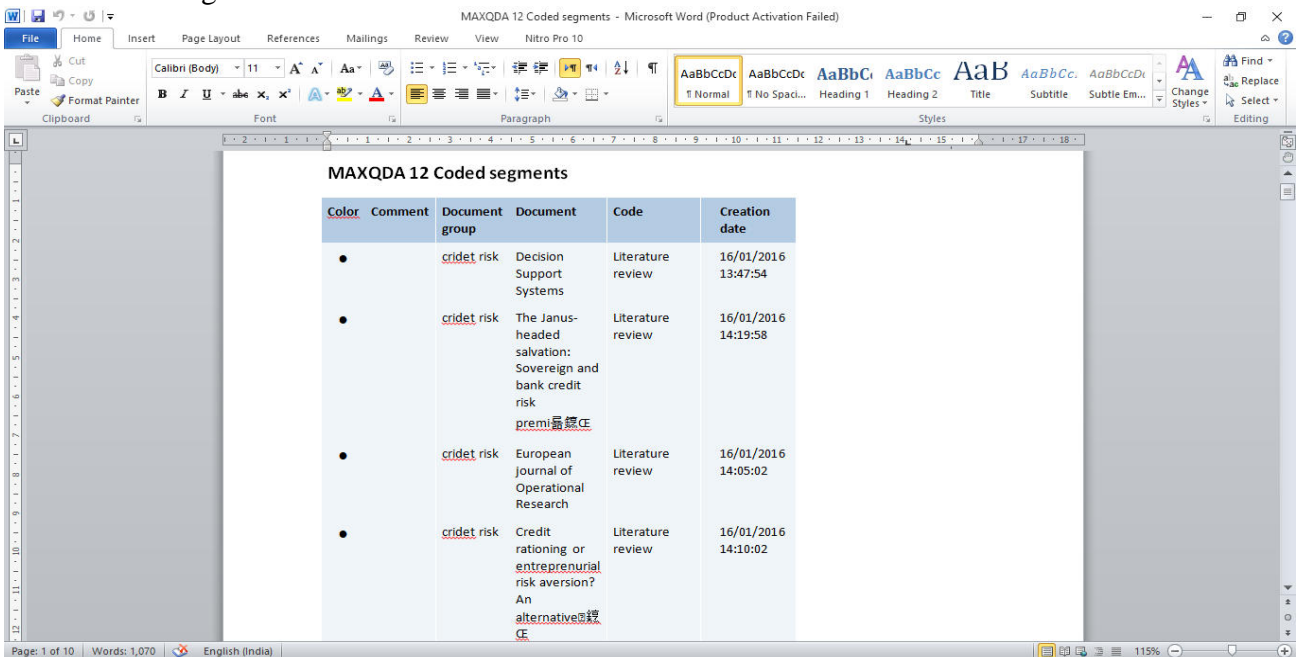 MAXQDA 12 Coded segments - Microsoft Word (Product Activation Failed)
File Home Insert Page Layout References Mailings Review View Nitro Pro 10
Cut
Copy
Format Painter
Paste
Clipboard
Calibri (Body) 11
Font
Paragraph
AaBbCcDc AaBbCcDc AaBbC AaBbCc AaB AaBbCc. AaBbCcDc
¶ Normal ¶ No Spaci... Heading 1 Heading 2 Title Subtitle Subtle Em...
Change Styles
Styles
Find
Replace
Select
Editing
MAXQDA 12 Coded segments
Color Comment Document group Document Code Creation date
cridet risk
Decision
Support
Systems
Literature
review
16/01/2016
13:47:54
cridet risk
The Janus-
headed
salvation:
Sovereign and
bank credit
risk
premi
Literature
review
16/01/2016
14:19:58
cridet risk
European
journal of
Operational
Research
Literature
review
16/01/2016
14:05:02
cridet risk
Credit
rationing or
entreprenurial
risk aversion?
An
alternative
Literature
review
16/01/2016
14:10:02
Page: 1 of 10 Words: 1,070 English (India) 115%